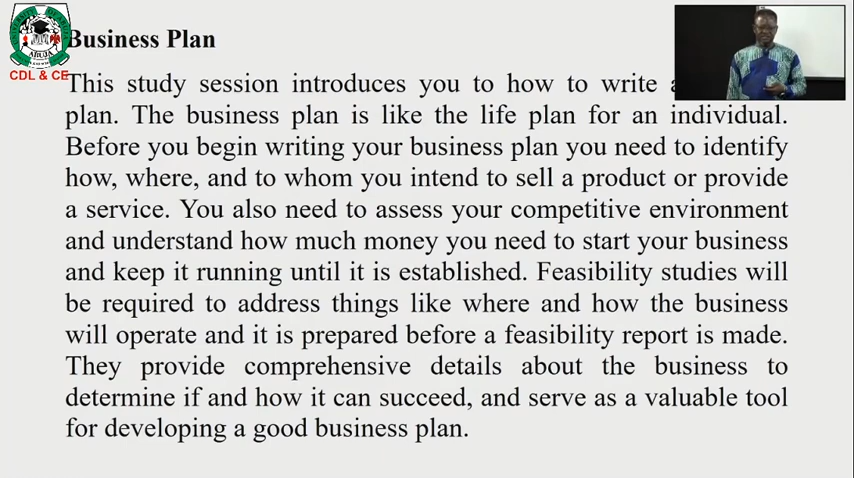 Business Plan
ABUJA
CDL & CE
This study session introduces you to how to write
plan. The business plan is like the life plan for an individual.
Before you begin writing your business plan you need to identify
how, where, and to whom you intend to sell a product or provide
a service. You also need to assess your competitive environment
and understand how much money you need to start your business
and keep it running until it is established. Feasibility studies will
be required to address things like where and how the business
will operate and it is prepared before a feasibility report is made.
They provide comprehensive details about the business to
determine if and how it can succeed, and serve as a valuable tool
for developing a good business plan.